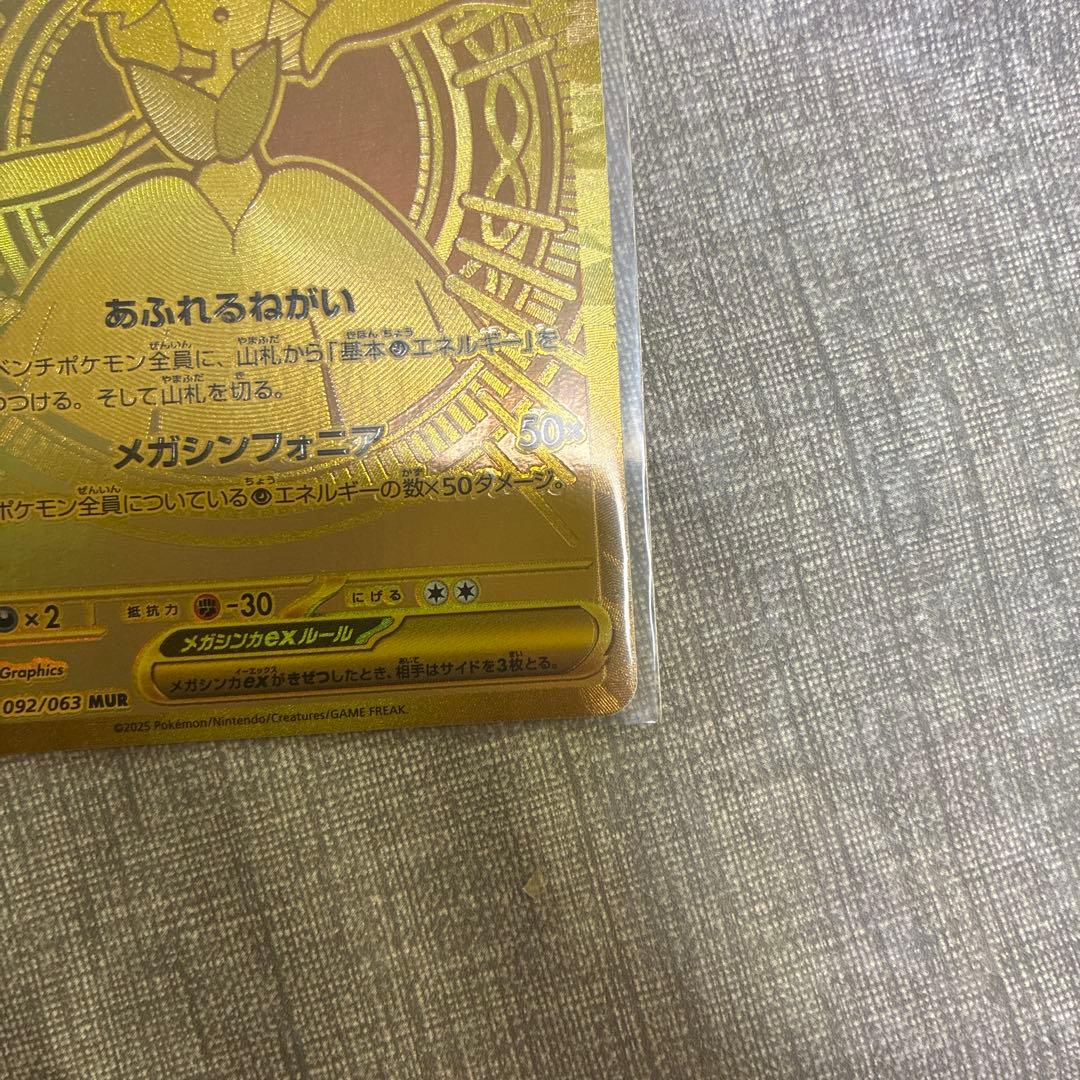 あふれるねがい
ベンチポケモン全員に、山札から「基本エネルギー」を
つける。そして山札を切る。
メガシンフォニア 50×
ポケモン全員についているエネルギーの数×50ダメージ。
×2 抵抗力 -30 にげる
メガシンカexルール
メガシンカexがきぜつしたとき、相手はサイドを3枚とる。
Graphics
092/063 MUR
©2025 Pokémon/Nintendo/Creatures/GAME FREAK.